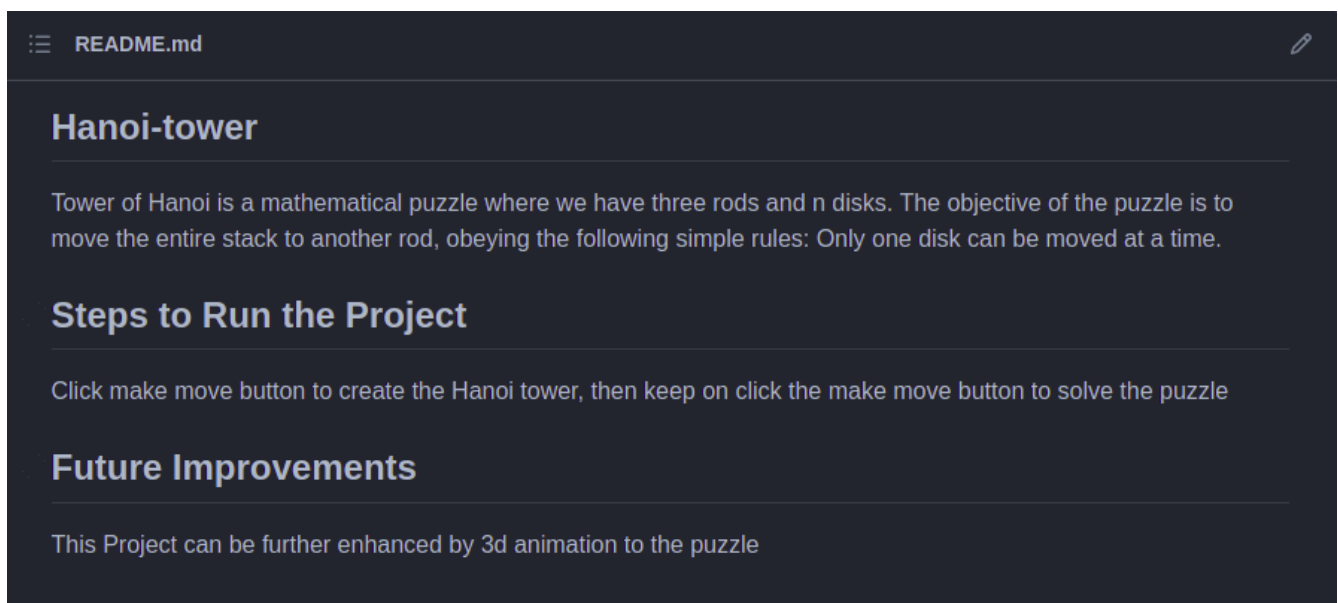 README.md
Hanoi-tower
Tower of Hanoi is a mathematical puzzle where we have three rods and n disks. The objective of the puzzle is to
move the entire stack to another rod, obeying the following simple rules: Only one disk can be moved at a time.
Steps to Run the Project
Click make move button to create the Hanoi tower, then keep on click the make move button to solve the puzzle
Future Improvements
This Project can be further enhanced by 3d animation to the puzzle